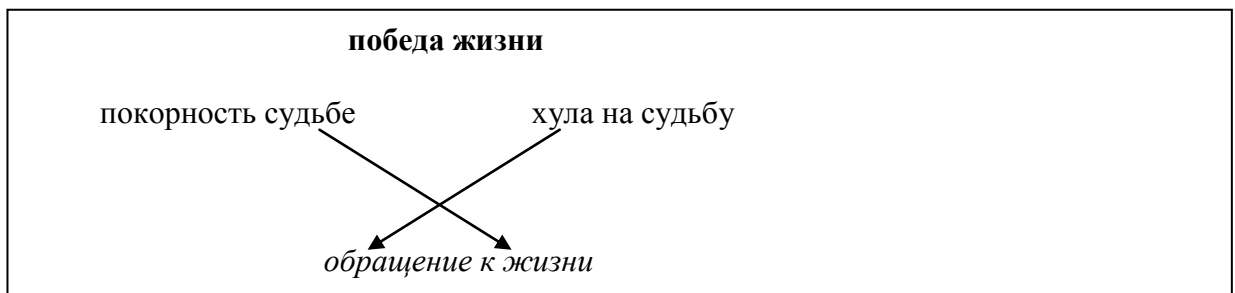 победа жизни
покорность судьбе хула на судьбу
обращение к жизни